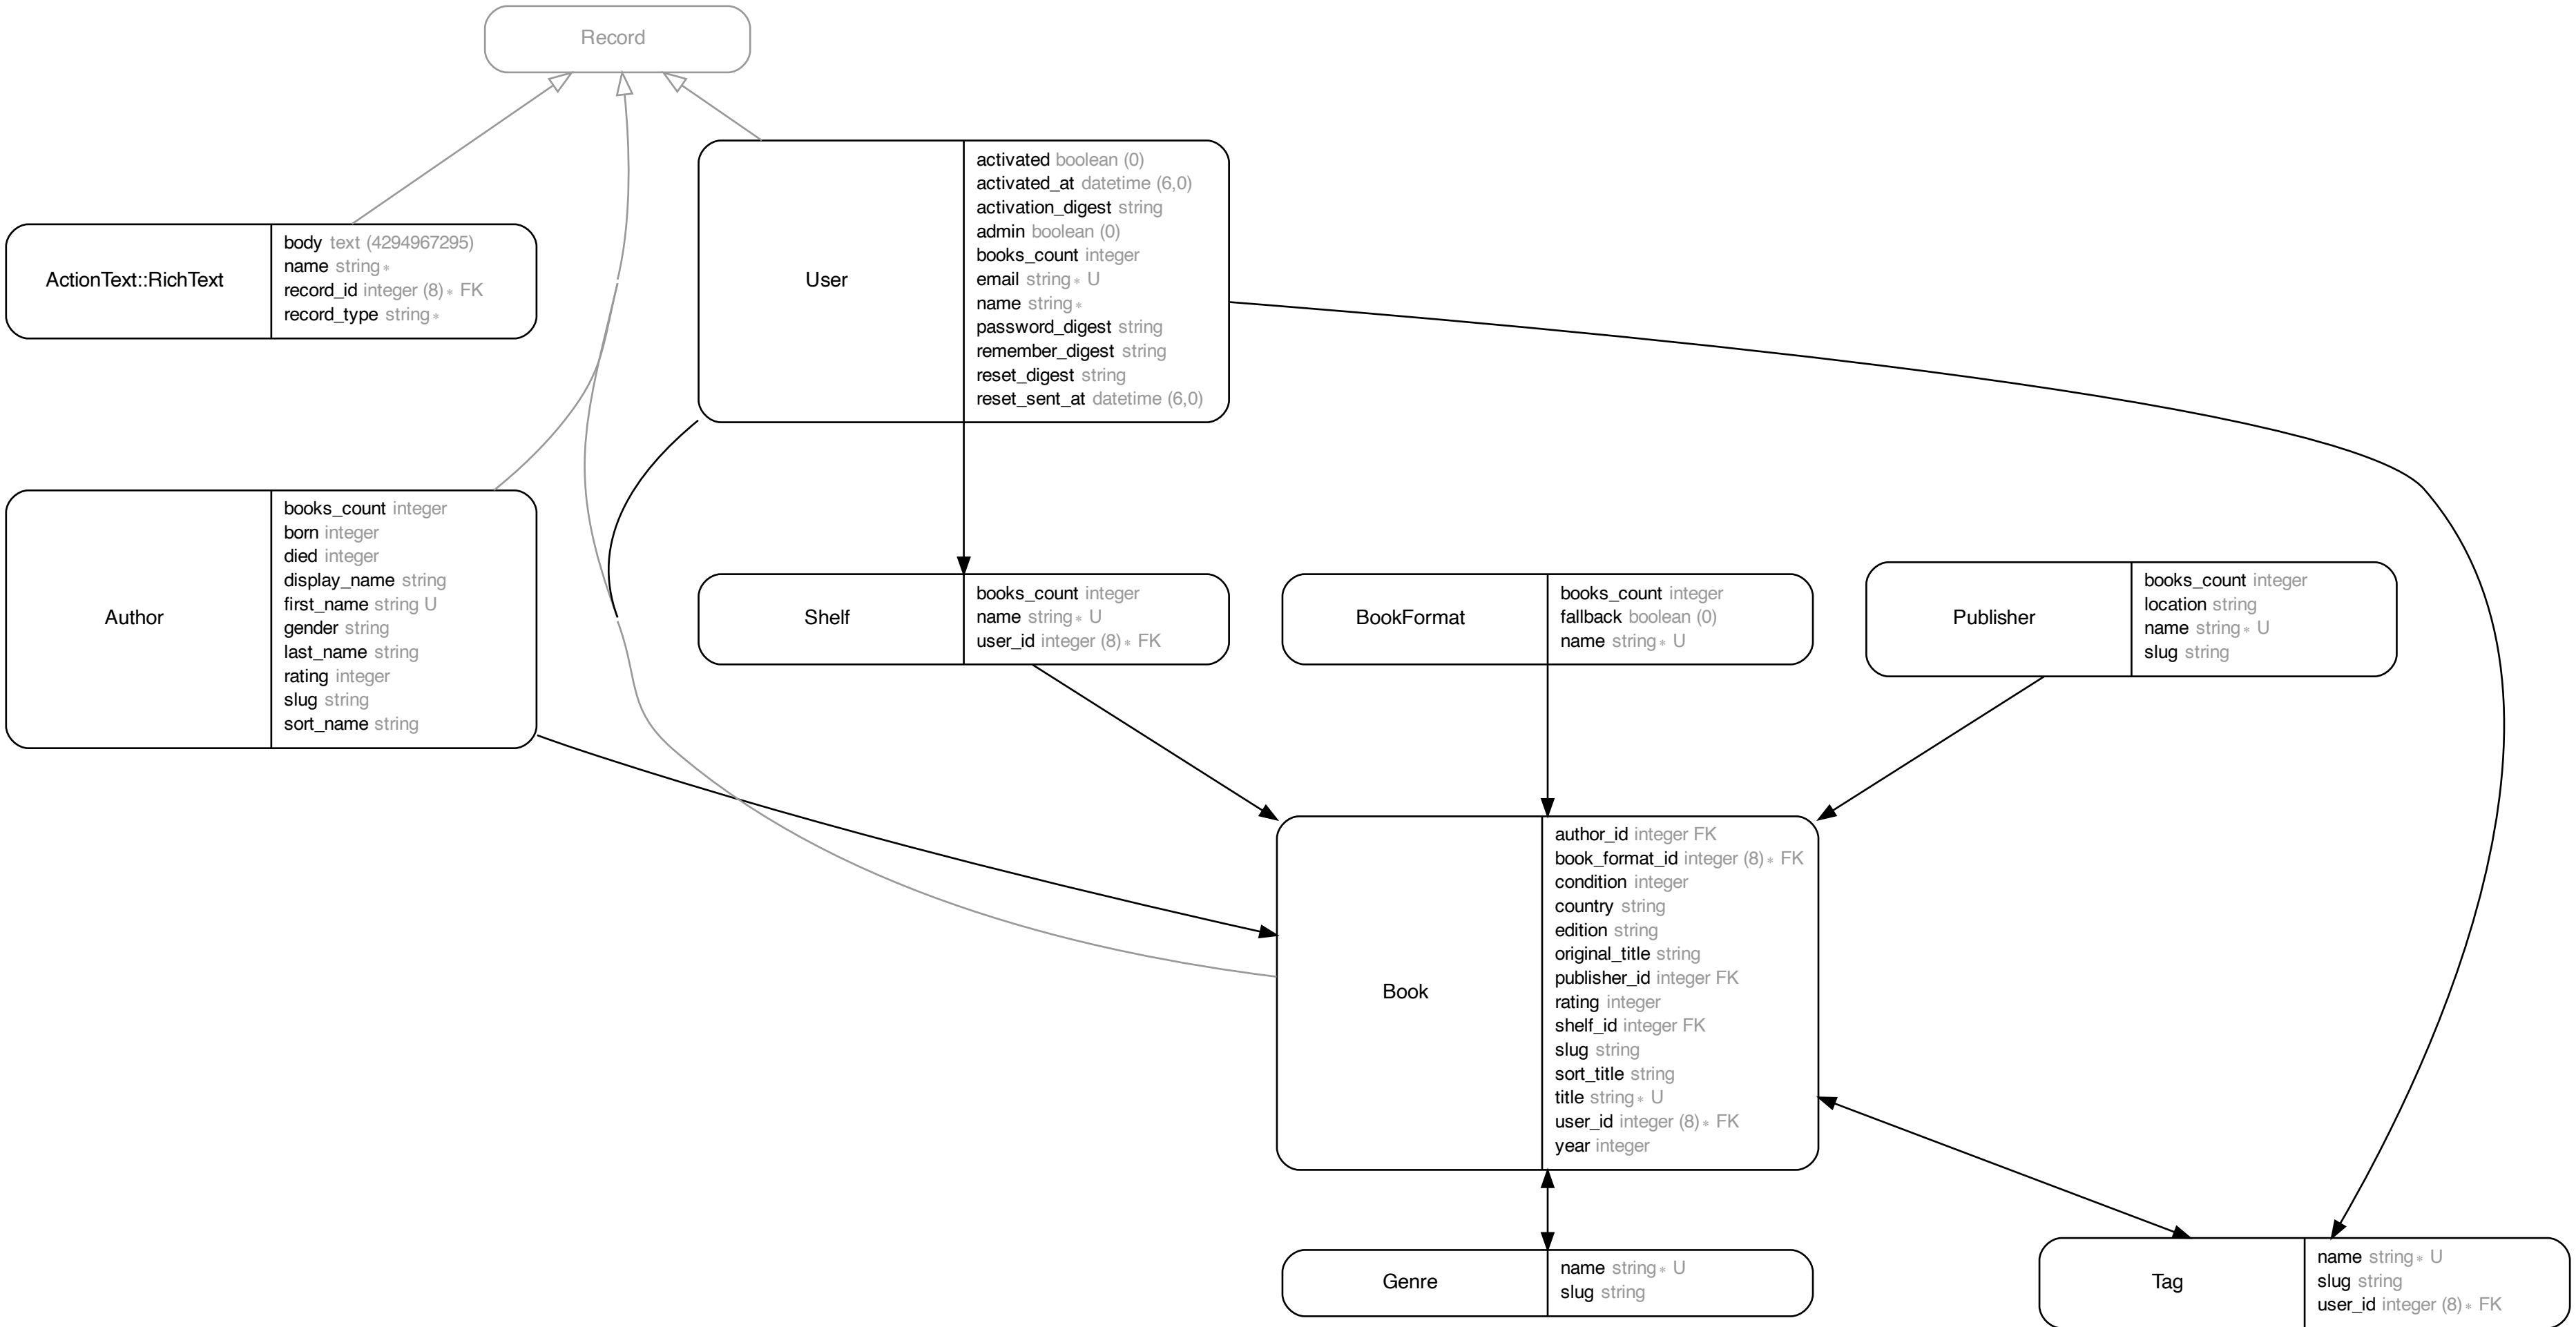 Record
User
activated boolean (0)
activated_at datetime (6,0)
activation_digest string
admin boolean (0)
books_count integer
email string∗ U
name string∗
password_digest string
remember_digest string
reset_digest string
reset_sent_at datetime (6,0)
ActionText::RichText
body text (4294967295)
name string∗
record_id integer (8)∗ FK
record_type string∗
Author
books_count integer
born integer
died integer
display_name string
first_name string U
gender string
last_name string
rating integer
slug string
sort_name string
Shelf
books_count integer
name string∗ U
user_id integer (8)∗ FK
BookFormat
books_count integer
fallback boolean (0)
name string∗ U
Publisher
books_count integer
location string
name string∗ U
slug string
Book
author_id integer FK
book_format_id integer (8)∗ FK
condition integer
country string
edition string
original_title string
publisher_id integer FK
rating integer
shelf_id integer FK
slug string
sort_title string
title string∗ U
user_id integer (8)∗ FK
year integer
Genre
name string∗ U
slug string
Tag
name string∗ U
slug string
user_id integer (8)∗ FK